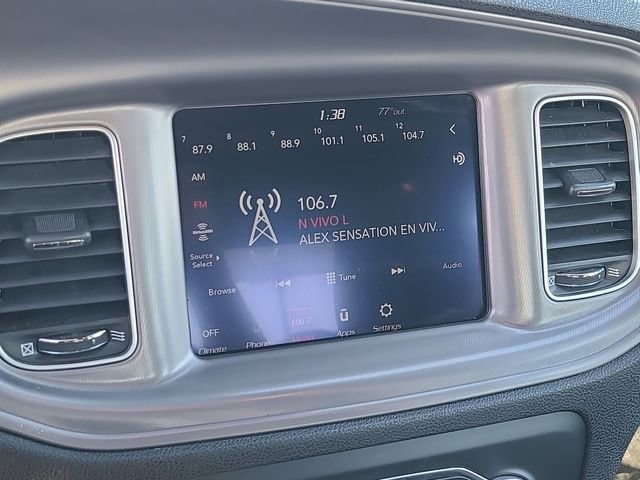 1:38 77° out
7 87.9 8 88.1 9 88.9 10 101.1 11 105.1 12 104.7
AM
HD
FM
106.7
N VIVO L
ALEX SENSATION EN VIV...
Source
Select
Browse
Tune
Audio
OFF
106.7
Climate
Phone
Apps
Settings